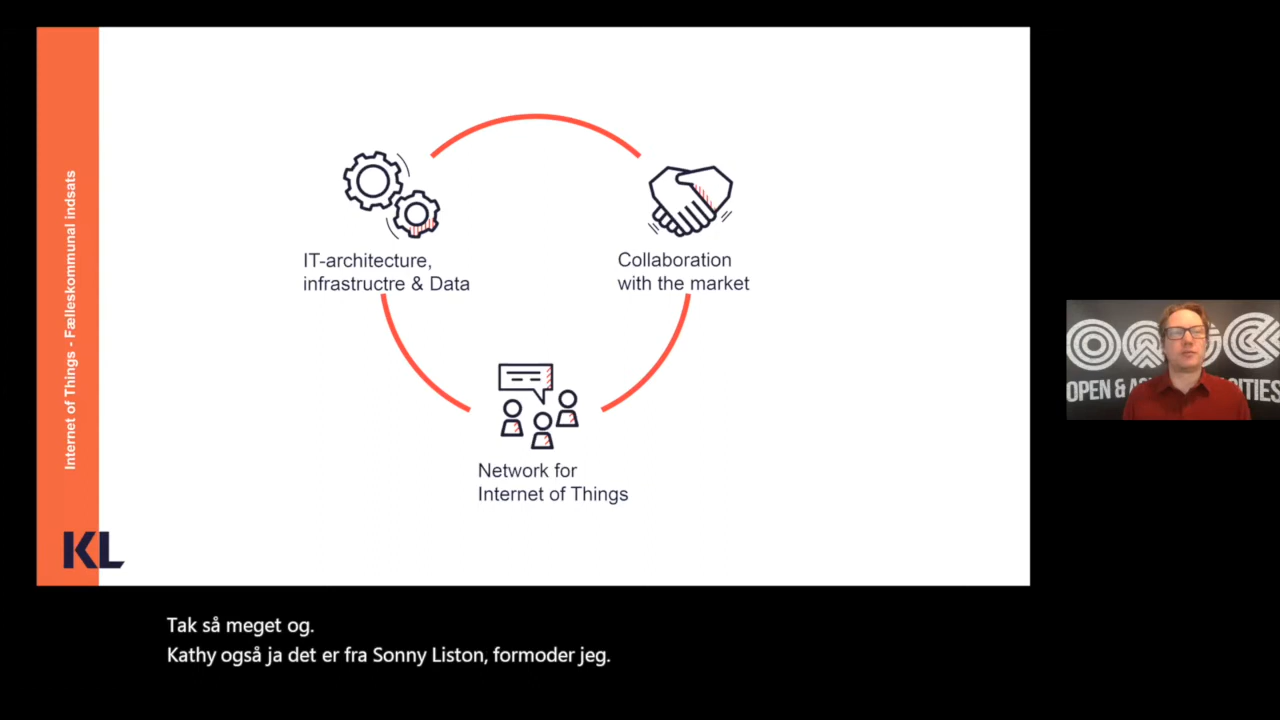 Internet of Things - Fælleskommunal indsats
IT-architecture,
infrastructre & Data
Collaboration
with the market
Network for
Internet of Things
KL
OPEN & A
CITIES
Tak så meget og.
Kathy også ja det er fra Sonny Liston, formoder jeg.